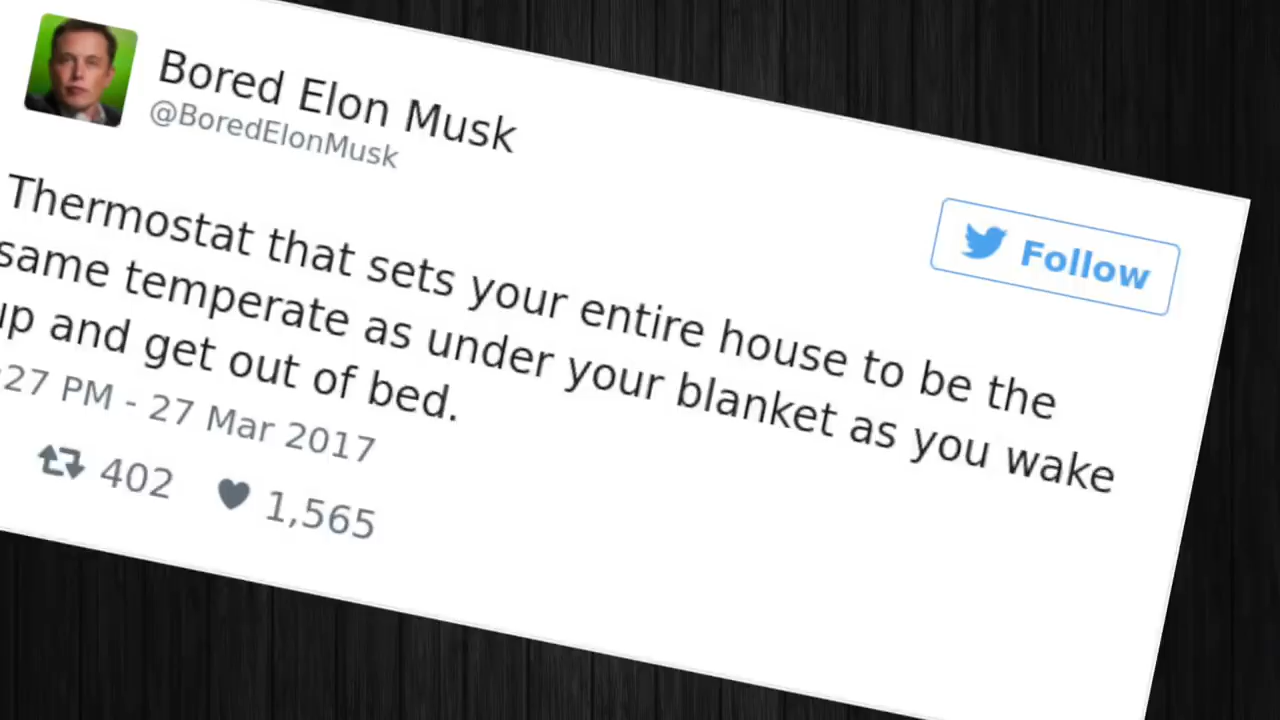 Bored Elon Musk
@BoredElonMusk
Follow
Thermostat that sets your entire house to be the
same temperate as under your blanket as you wake
up and get out of bed.
:27 PM - 27 Mar 2017
402 1,565